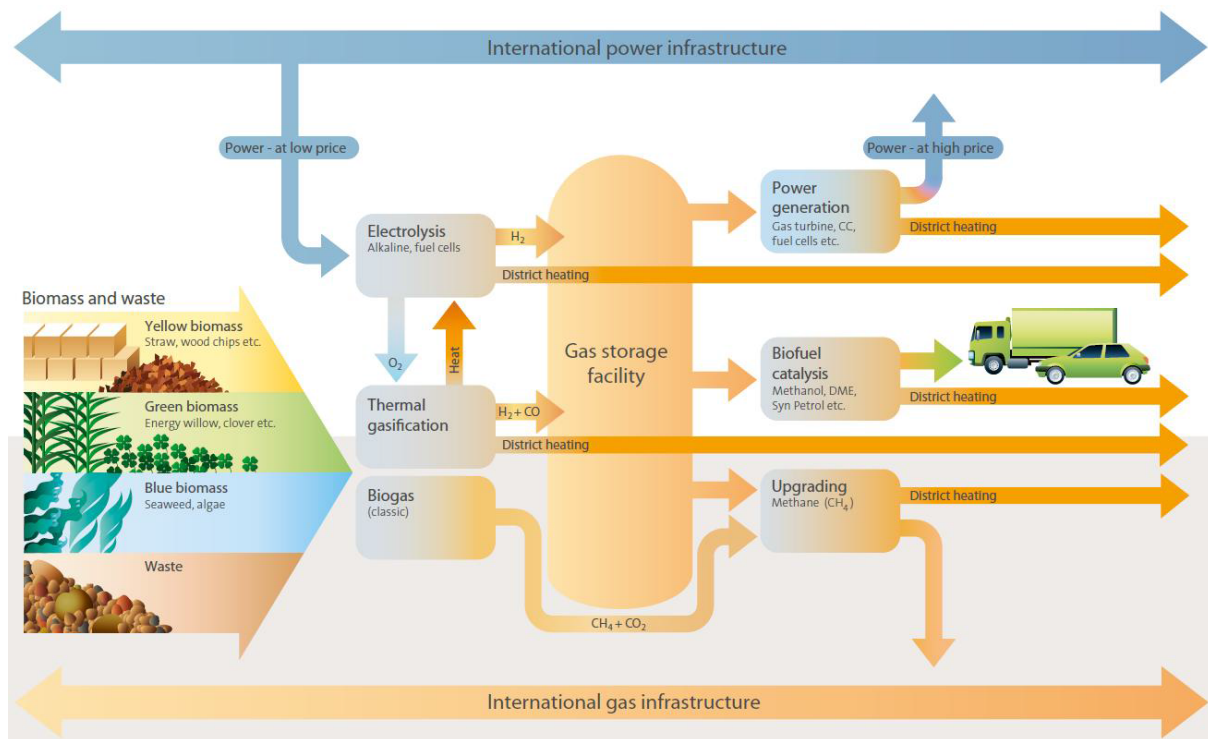 International power infrastructure
Power - at low price
Power - at high price
Power
generation
Gas turbine, CC,
fuel cells etc.
District heating
Electrolysis
Alkaline, fuel cells
H₂
District heating
Biomass and waste
Yellow biomass
Straw, wood chips etc.
O₂
Heat
Gas storage
facility
Biofuel
catalysis
Methanol, DME,
Syn Petrol etc.
District heating
Green biomass
Energy willow, clover etc.
Thermal
gasification
H₂ + CO
District heating
Blue biomass
Seaweed, algae
Biogas
(classic)
Upgrading
Methane (CH₄)
District heating
Waste
CH₄ + CO₂
International gas infrastructure